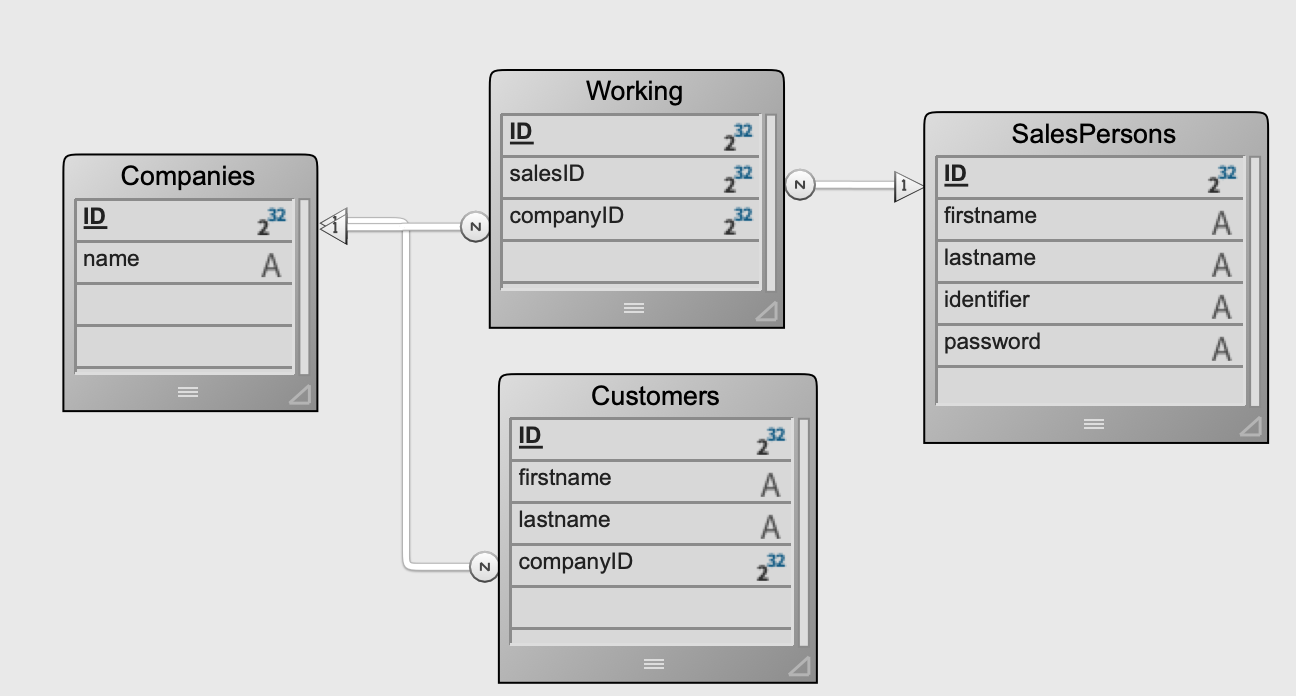 Companies
ID 2 32
name A
Working
ID 2 32
salesID 2 32
companyID 2 32
SalesPersons
ID 2 32
firstname A
lastname A
identifier A
password A
Customers
ID 2 32
firstname A
lastname A
companyID 2 32
1
1
N
N
1
N